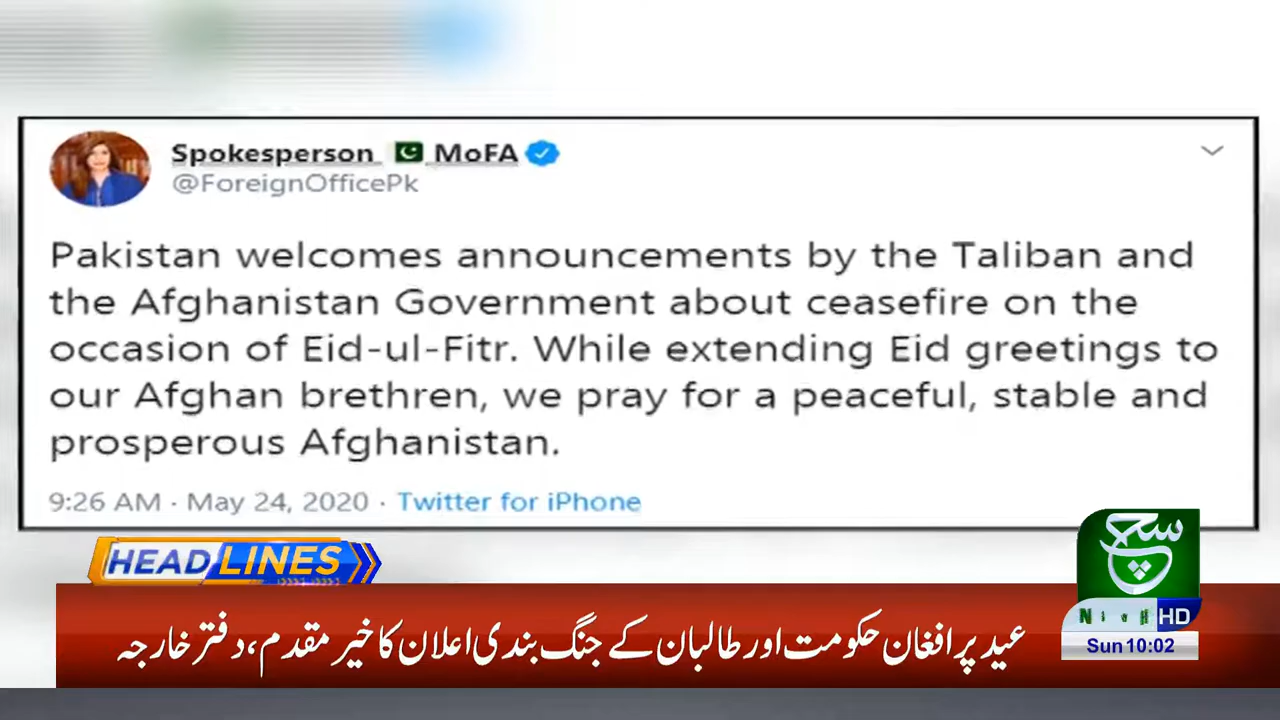 Spokesperson MoFA
@ForeignOfficePk
Pakistan welcomes announcements by the Taliban and
the Afghanistan Government about ceasefire on the
occasion of Eid-ul-Fitr. While extending Eid greetings to
our Afghan brethren, we pray for a peaceful, stable and
prosperous Afghanistan.
9:26 AM · May 24, 2020 · Twitter for iPhone
HEADLINES
سچ
HD
Sun 10:02
عید پر افغان حکومت اور طالبان کے جنگ بندی اعلان کا خیر مقدم، دفتر خارجہ